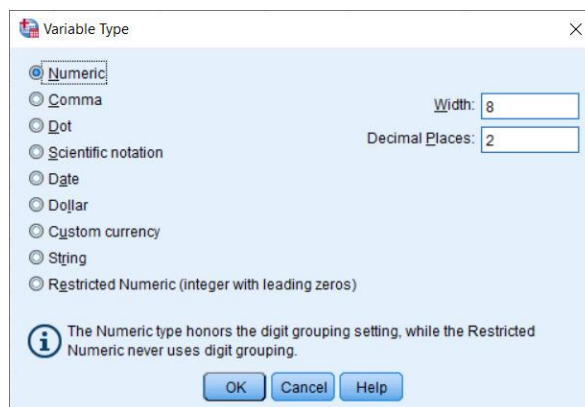 Variable Type
Numeric
Comma
Width: 8
Dot
Decimal Places: 2
Scientific notation
Date
Dollar
Custom currency
String
Restricted Numeric (integer with leading zeros)
The Numeric type honors the digit grouping setting, while the Restricted
Numeric never uses digit grouping.
OK Cancel Help